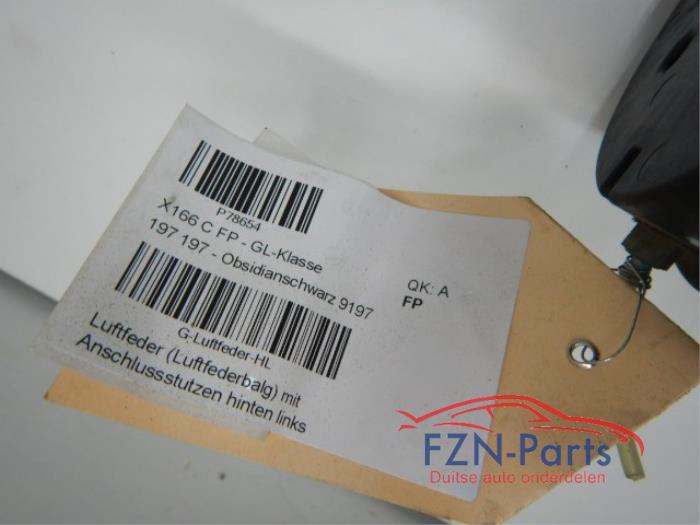 P78654
X166 C FP - GL-Klasse
197 197 - Obsidianschwarz 9197
G-Luftfeder-HL
Luftfeder (Luftfederbalg) mit
Anschlussstutzen hinten links
QK: A
FP
FZN-Parts
Duitse auto onderdelen